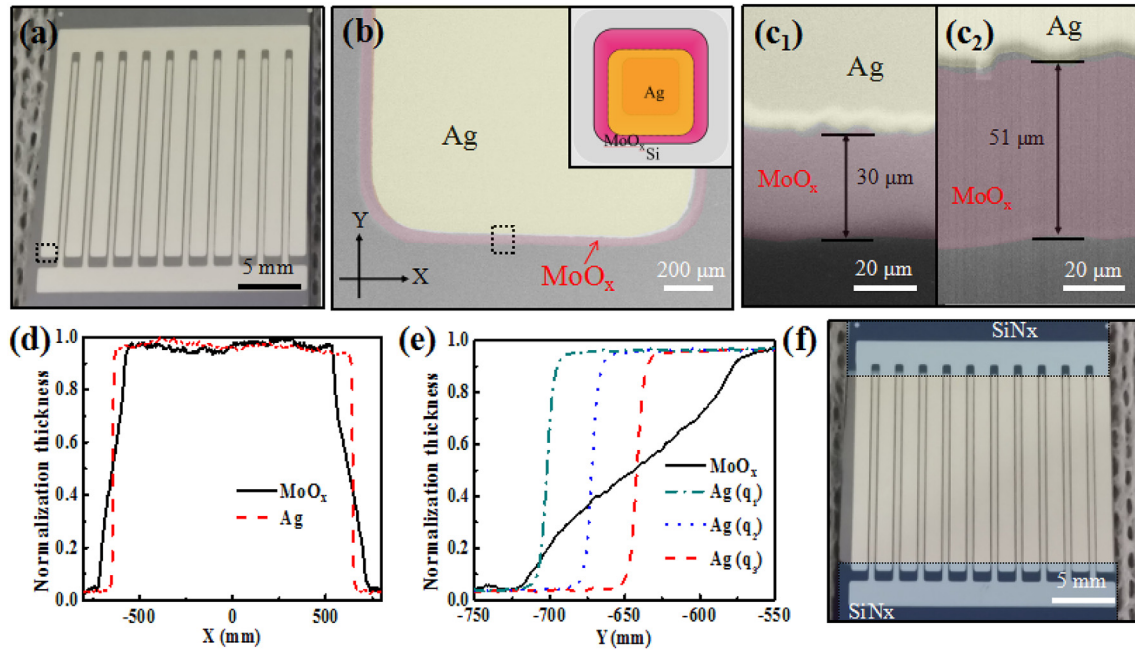 (a)
5 mm
(b)
Ag
Ag
MoOxSi
Y
X
MoOx
200 μm
(c1)
Ag
MoOx
30 μm
20 μm
(c2)
Ag
51 μm
MoOx
20 μm
(d)
Normalization thickness
1.0
0.8
0.6
0.4
0.2
0.0
MoOx
Ag
-500 0 500
X (mm)
(e)
Normalization thickness
1.0
0.8
0.6
0.4
0.2
0.0
MoOx
Ag (q1)
Ag (q2)
Ag (q3)
-750 -700 -650 -600 -550
Y (mm)
(f)
SiNx
5 mm
SiNx